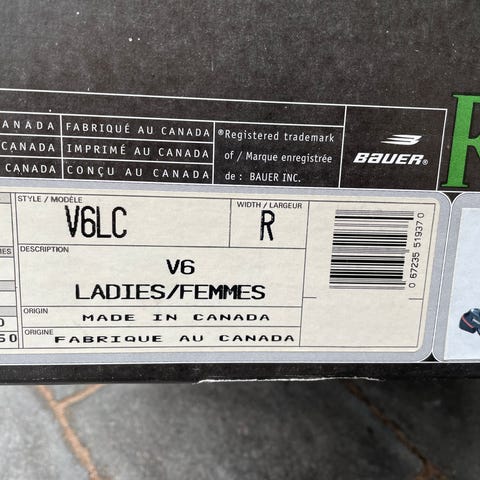 ANADA FABRIQUÉ AU CANADA
CANADA IMPRIMÉ AU CANADA
CANADA CONÇU AU CANADA
®Registered trademark
of / Marque enregistrée
de : BAUER INC.
BAUER®
R
STYLE / MODÈLE
V6LC
WIDTH / LARGEUR
R
DESCRIPTION
V6
LADIES/FEMMES
ORIGIN
MADE IN CANADA
ORIGINE
FABRIQUE AU CANADA
0 67235 51937 0